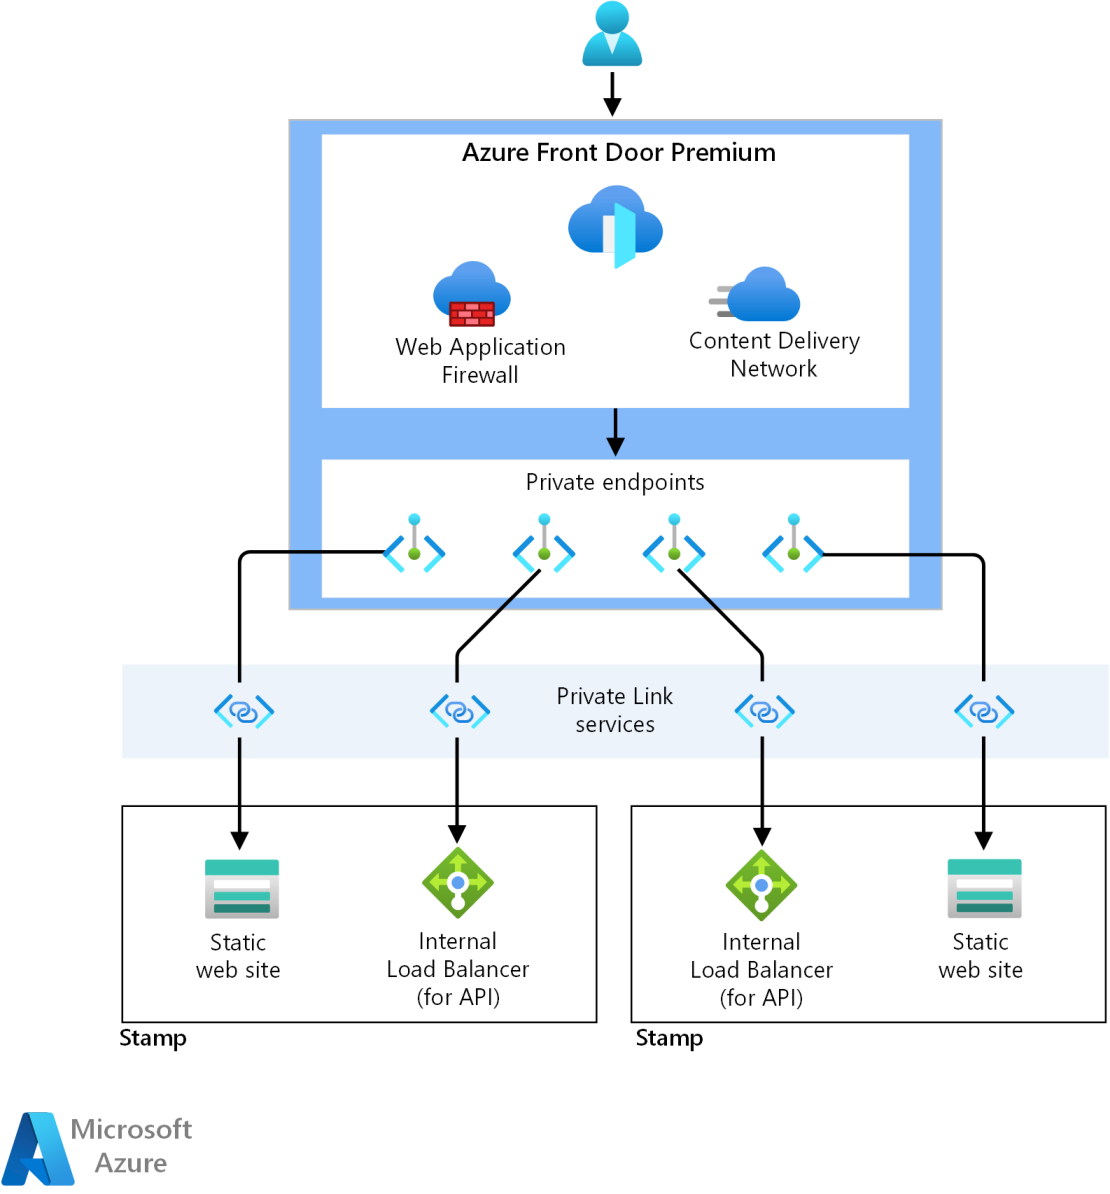 Azure Front Door Premium
Web Application
Firewall
Content Delivery
Network
Private endpoints
Private Link
services
Static
web site
Internal
Load Balancer
(for API)
Internal
Load Balancer
(for API)
Static
web site
Stamp
Stamp
Microsoft
Azure